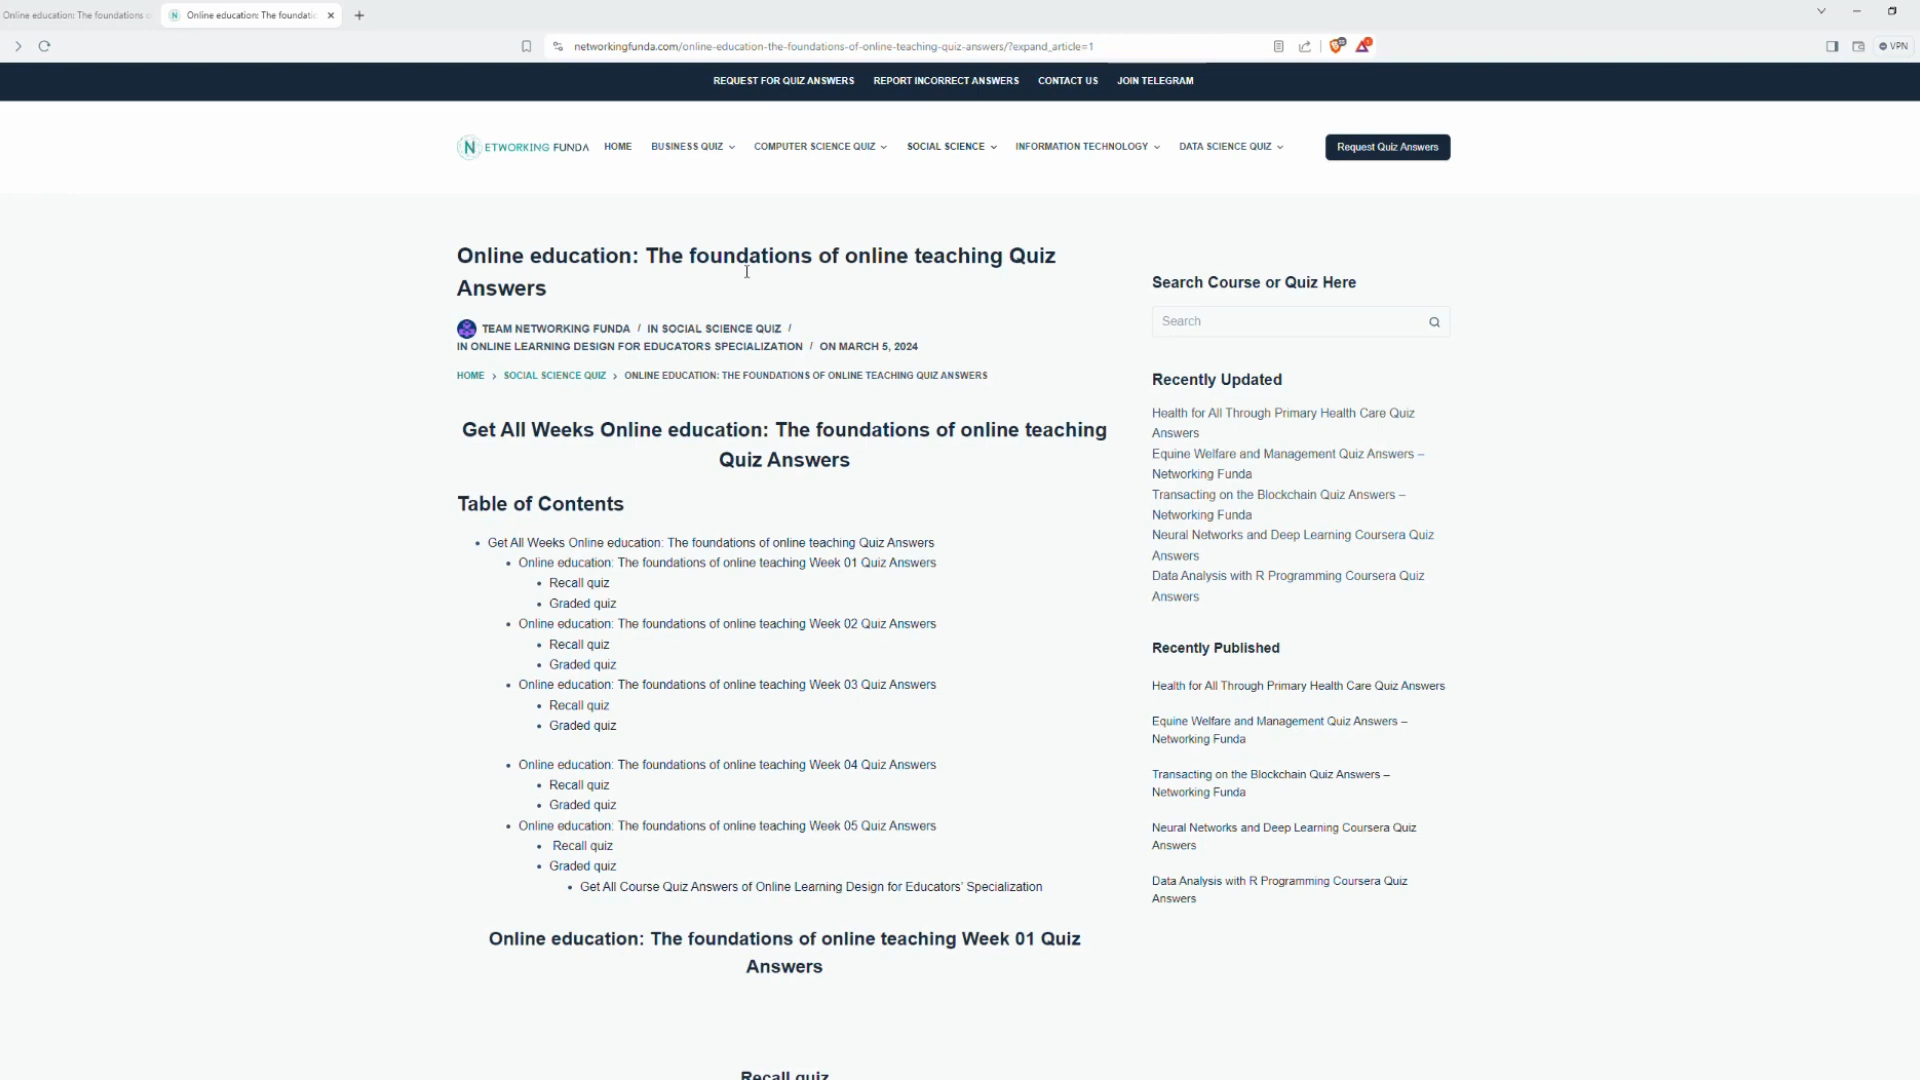 Online education: The foundations o
Online education: The foundatio
networkingfunda.com/online-education-the-foundations-of-online-teaching-quiz-answers/?expand_article=1
VPN
REQUEST FOR QUIZ ANSWERS REPORT INCORRECT ANSWERS CONTACT US JOIN TELEGRAM
NETWORKING FUNDA
HOME BUSINESS QUIZ COMPUTER SCIENCE QUIZ SOCIAL SCIENCE INFORMATION TECHNOLOGY DATA SCIENCE QUIZ
Request Quiz Answers
Online education: The foundations of online teaching Quiz
Answers
TEAM NETWORKING FUNDA / IN SOCIAL SCIENCE QUIZ /
IN ONLINE LEARNING DESIGN FOR EDUCATORS SPECIALIZATION / ON MARCH 5, 2024
HOME › SOCIAL SCIENCE QUIZ › ONLINE EDUCATION: THE FOUNDATIONS OF ONLINE TEACHING QUIZ ANSWERS
Get All Weeks Online education: The foundations of online teaching
Quiz Answers
Table of Contents
• Get All Weeks Online education: The foundations of online teaching Quiz Answers
• Online education: The foundations of online teaching Week 01 Quiz Answers
• Recall quiz
• Graded quiz
• Online education: The foundations of online teaching Week 02 Quiz Answers
• Recall quiz
• Graded quiz
• Online education: The foundations of online teaching Week 03 Quiz Answers
• Recall quiz
• Graded quiz
• Online education: The foundations of online teaching Week 04 Quiz Answers
• Recall quiz
• Graded quiz
• Online education: The foundations of online teaching Week 05 Quiz Answers
• Recall quiz
• Graded quiz
• Get All Course Quiz Answers of Online Learning Design for Educators' Specialization
Online education: The foundations of online teaching Week 01 Quiz
Answers
Recall quiz
Search Course or Quiz Here
Search
Recently Updated
Health for All Through Primary Health Care Quiz
Answers
Equine Welfare and Management Quiz Answers –
Networking Funda
Transacting on the Blockchain Quiz Answers –
Networking Funda
Neural Networks and Deep Learning Coursera Quiz
Answers
Data Analysis with R Programming Coursera Quiz
Answers
Recently Published
Health for All Through Primary Health Care Quiz Answers
Equine Welfare and Management Quiz Answers –
Networking Funda
Transacting on the Blockchain Quiz Answers –
Networking Funda
Neural Networks and Deep Learning Coursera Quiz
Answers
Data Analysis with R Programming Coursera Quiz
Answers